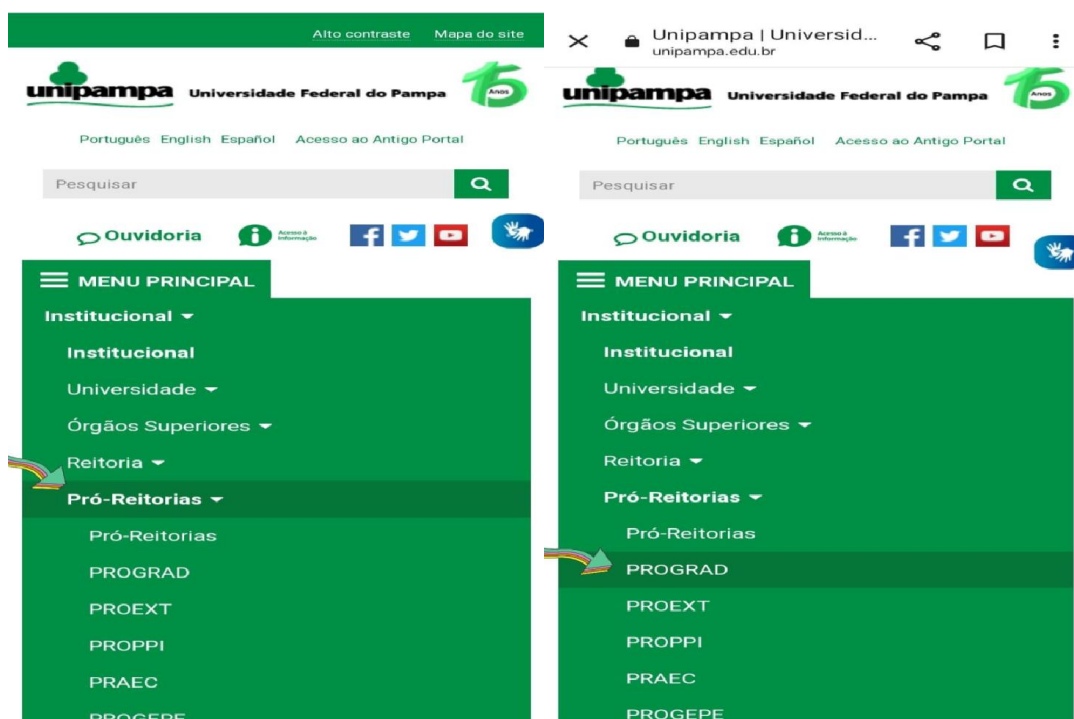 Alto contraste Mapa do site
unipampa Universidade Federal do Pampa 15 Anos
Português English Español Acesso ao Antigo Portal
Pesquisar
Ouvidoria Acesso à Informação
MENU PRINCIPAL
Institucional
Institucional
Universidade
Órgãos Superiores
Reitoria
Pró-Reitorias
Pró-Reitorias
PROGRAD
PROEXT
PROPPI
PRAEC
PROGEPE
Unipampa | Universid...
unipampa.edu.br
unipampa Universidade Federal do Pampa 15 Anos
Português English Español Acesso ao Antigo Portal
Pesquisar
Ouvidoria Acesso à Informação
MENU PRINCIPAL
Institucional
Institucional
Universidade
Órgãos Superiores
Reitoria
Pró-Reitorias
Pró-Reitorias
PROGRAD
PROEXT
PROPPI
PRAEC
PROGEPE